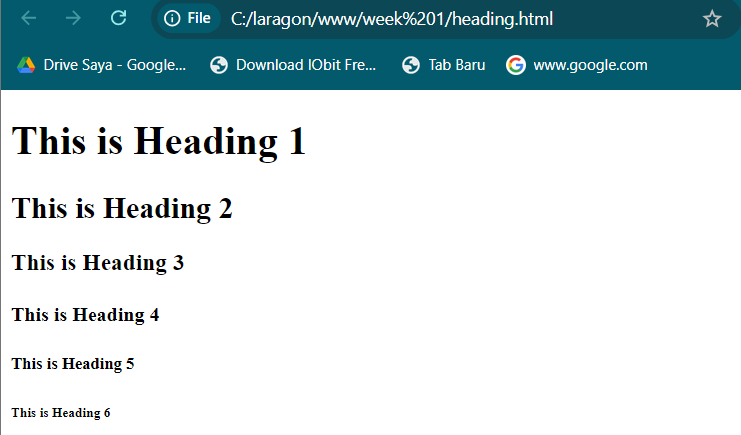 File C:/laragon/www/week%201/heading.html
Drive Saya - Google... Download IObit Fre... Tab Baru www.google.com
This is Heading 1
This is Heading 2
This is Heading 3
This is Heading 4
This is Heading 5
This is Heading 6